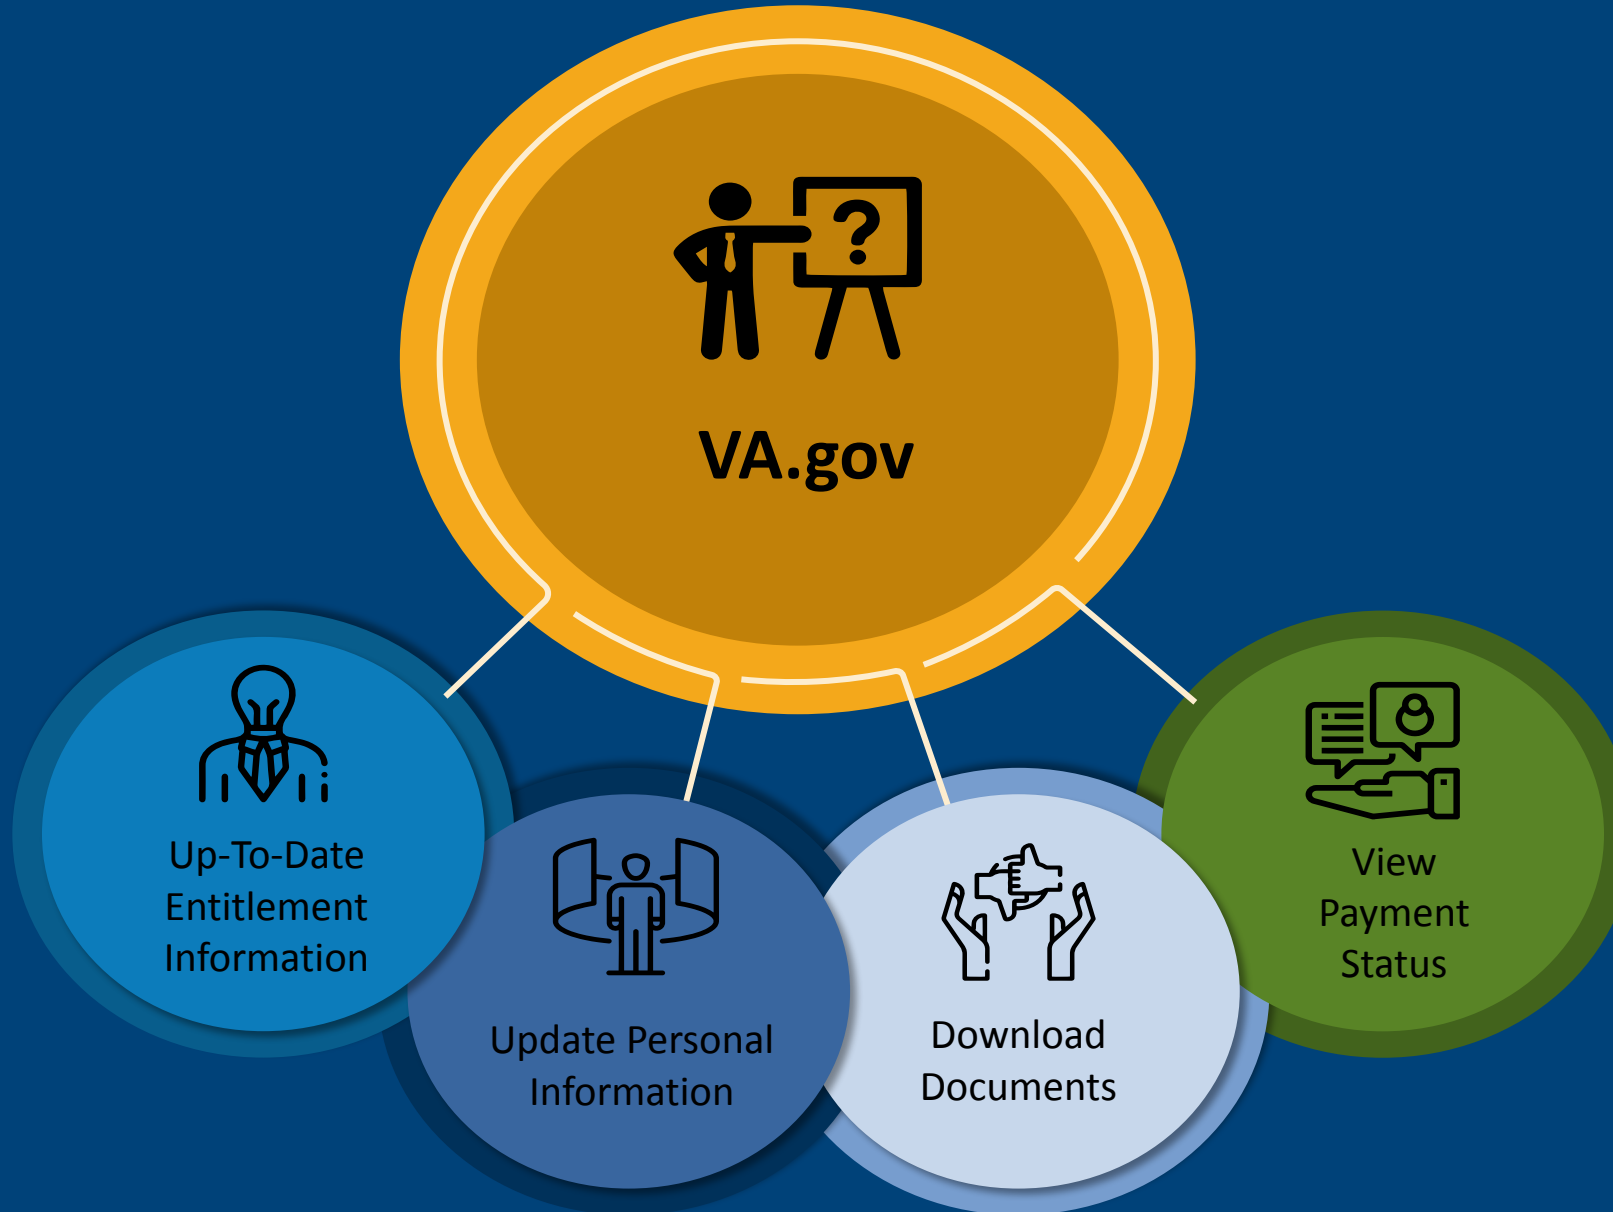 ?
VA.gov
Up-To-Date
Entitlement
Information
Update Personal
Information
Download
Documents
View
Payment
Status